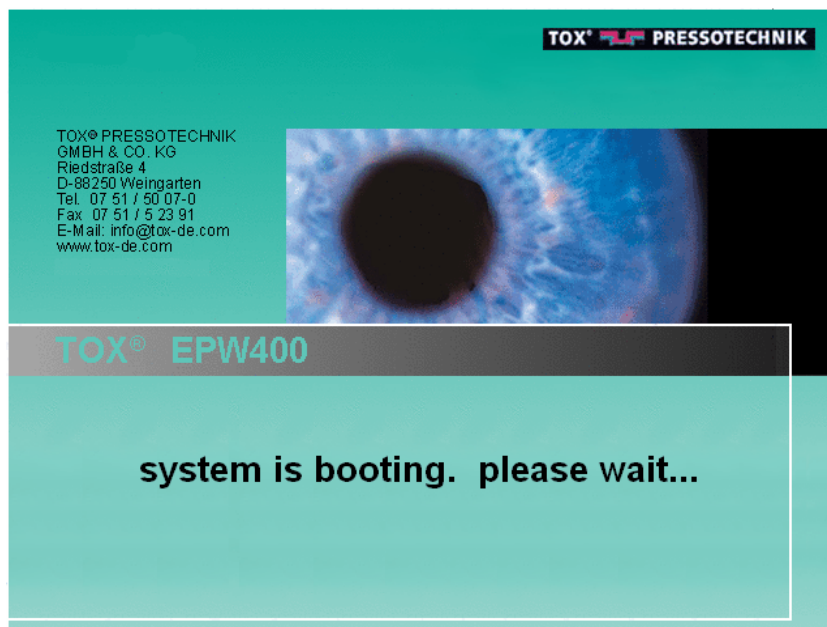 TOX® PRESSOTECHNIK
TOX® PRESSOTECHNIK
GMBH & CO. KG
Riedstraße 4
D-88250 Weingarten
Tel. 07 51 / 50 07-0
Fax 07 51 / 5 23 91
E-Mail: info@tox-de.com
www.tox-de.com
TOX® EPW400
system is booting. please wait...